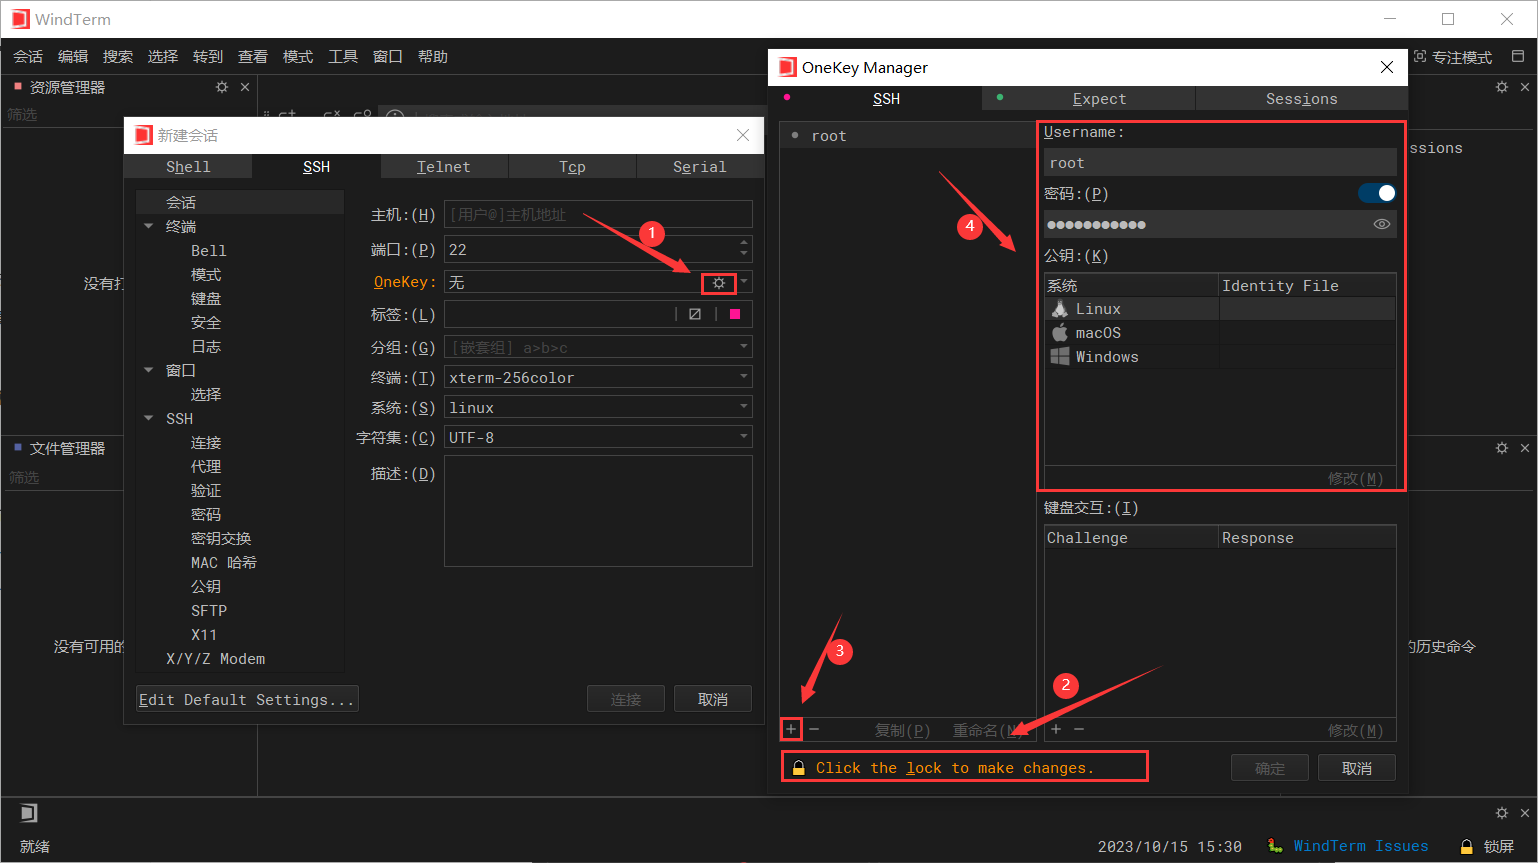 WindTerm
会话 编辑 搜索 选择 转到 查看 模式 工具 窗口 帮助
专注模式
资源管理器
筛选
没有打
文件管理器
筛选
没有可用的
新建会话
Shell SSH Telnet Tcp Serial
会话
终端
Bell
模式
键盘
安全
日志
窗口
选择
SSH
连接
代理
验证
密码
密钥交换
MAC 哈希
公钥
SFTP
X11
X/Y/Z Modem
主机:(H) [用户@]主机地址
1
端口:(P) 22
OneKey: 无
标签:(L)
分组:(G) [嵌套组] a>b>c
终端:(T) xterm-256color
系统:(S) linux
字符集:(C) UTF-8
描述:(D)
Edit Default Settings... 连接 取消
OneKey Manager
SSH Expect Sessions
root
Username:
root
密码:(P)
●●●●●●●●●●●
4
公钥:(K)
系统 Identity File
Linux
macOS
Windows
修改(M)
键盘交互:(I)
Challenge Response
3
2
+ − 复制(P) 重命名(N)
+ − 修改(M)
Click the lock to make changes.
确定 取消
ssions
的历史命令
就绪
2023/10/15 15:30 WindTerm Issues 锁屏